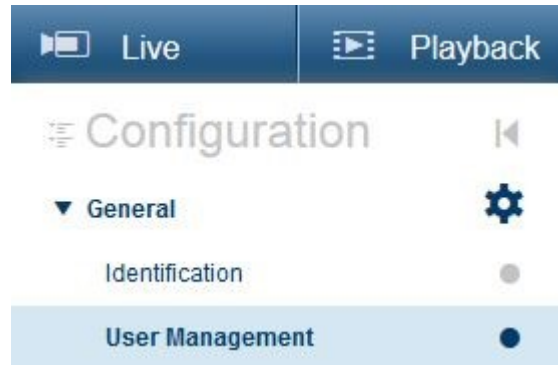 Live Playback
Configuration
General
Identification
User Management